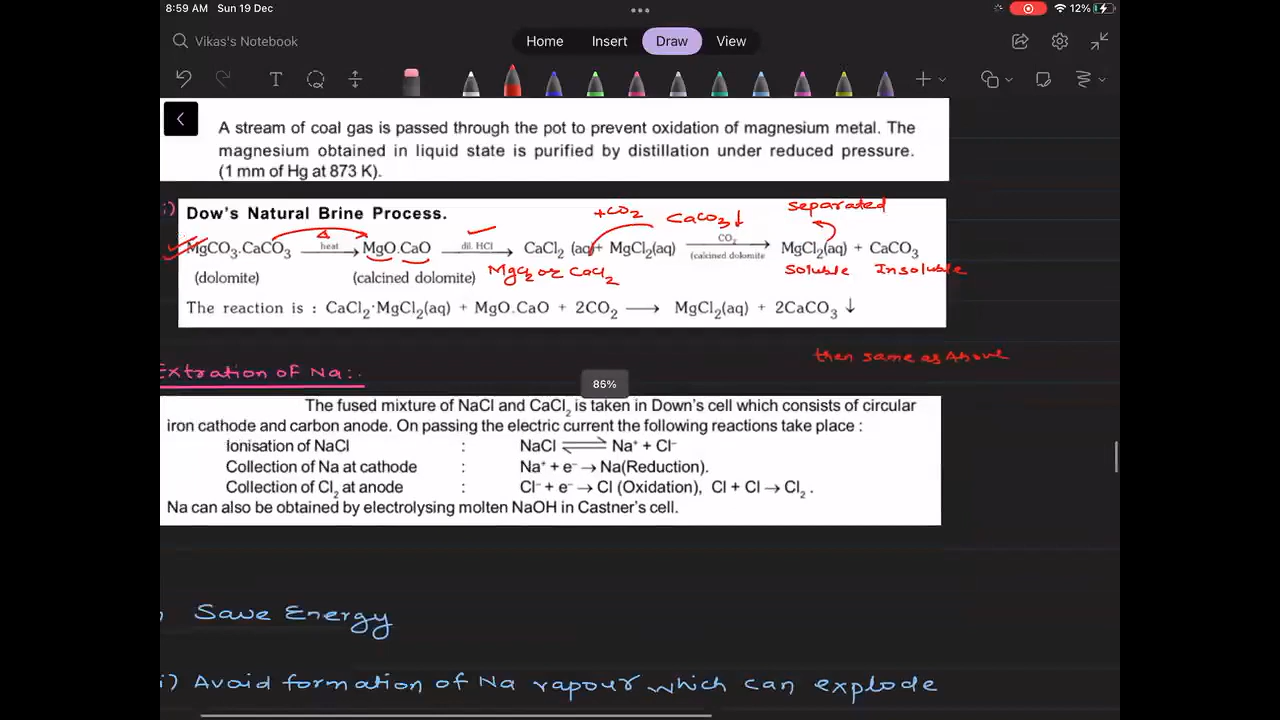 8:59 AM Sun 19 Dec
12%
Vikas's Notebook
Home Insert Draw View
A stream of coal gas is passed through the pot to prevent oxidation of magnesium metal. The
magnesium obtained in liquid state is purified by distillation under reduced pressure.
(1 mm of Hg at 873 K).
i)
Dow's Natural Brine Process.
+CO₂ CaCO₃↓ separated
MgCO₃.CaCO₃ —Δ heat→ MgO.CaO —dil. HCl→ CaCl₂ (aq)+ MgCl₂(aq) —CO₂ (calcined dolomite→ MgCl₂(aq) + CaCO₃
MgCl₂ or CaCl₂ Soluble Insoluble
(dolomite) (calcined dolomite)
The reaction is : CaCl₂·MgCl₂(aq) + MgO.CaO + 2CO₂ ⟶ MgCl₂(aq) + 2CaCO₃ ↓
then same as Above
Extration of Na:-
85%
The fused mixture of NaCl and CaCl₂ is taken in Down's cell which consists of circular
iron cathode and carbon anode. On passing the electric current the following reactions take place :
Ionisation of NaCl : NaCl ⇌ Na⁺ + Cl⁻
Collection of Na at cathode : Na⁺ + e⁻ → Na(Reduction).
Collection of Cl₂ at anode : Cl⁻ + e⁻ → Cl (Oxidation), Cl + Cl → Cl₂ .
Na can also be obtained by electrolysing molten NaOH in Castner's cell.
) Save Energy
i) Avoid formation of Na vapour which can explode